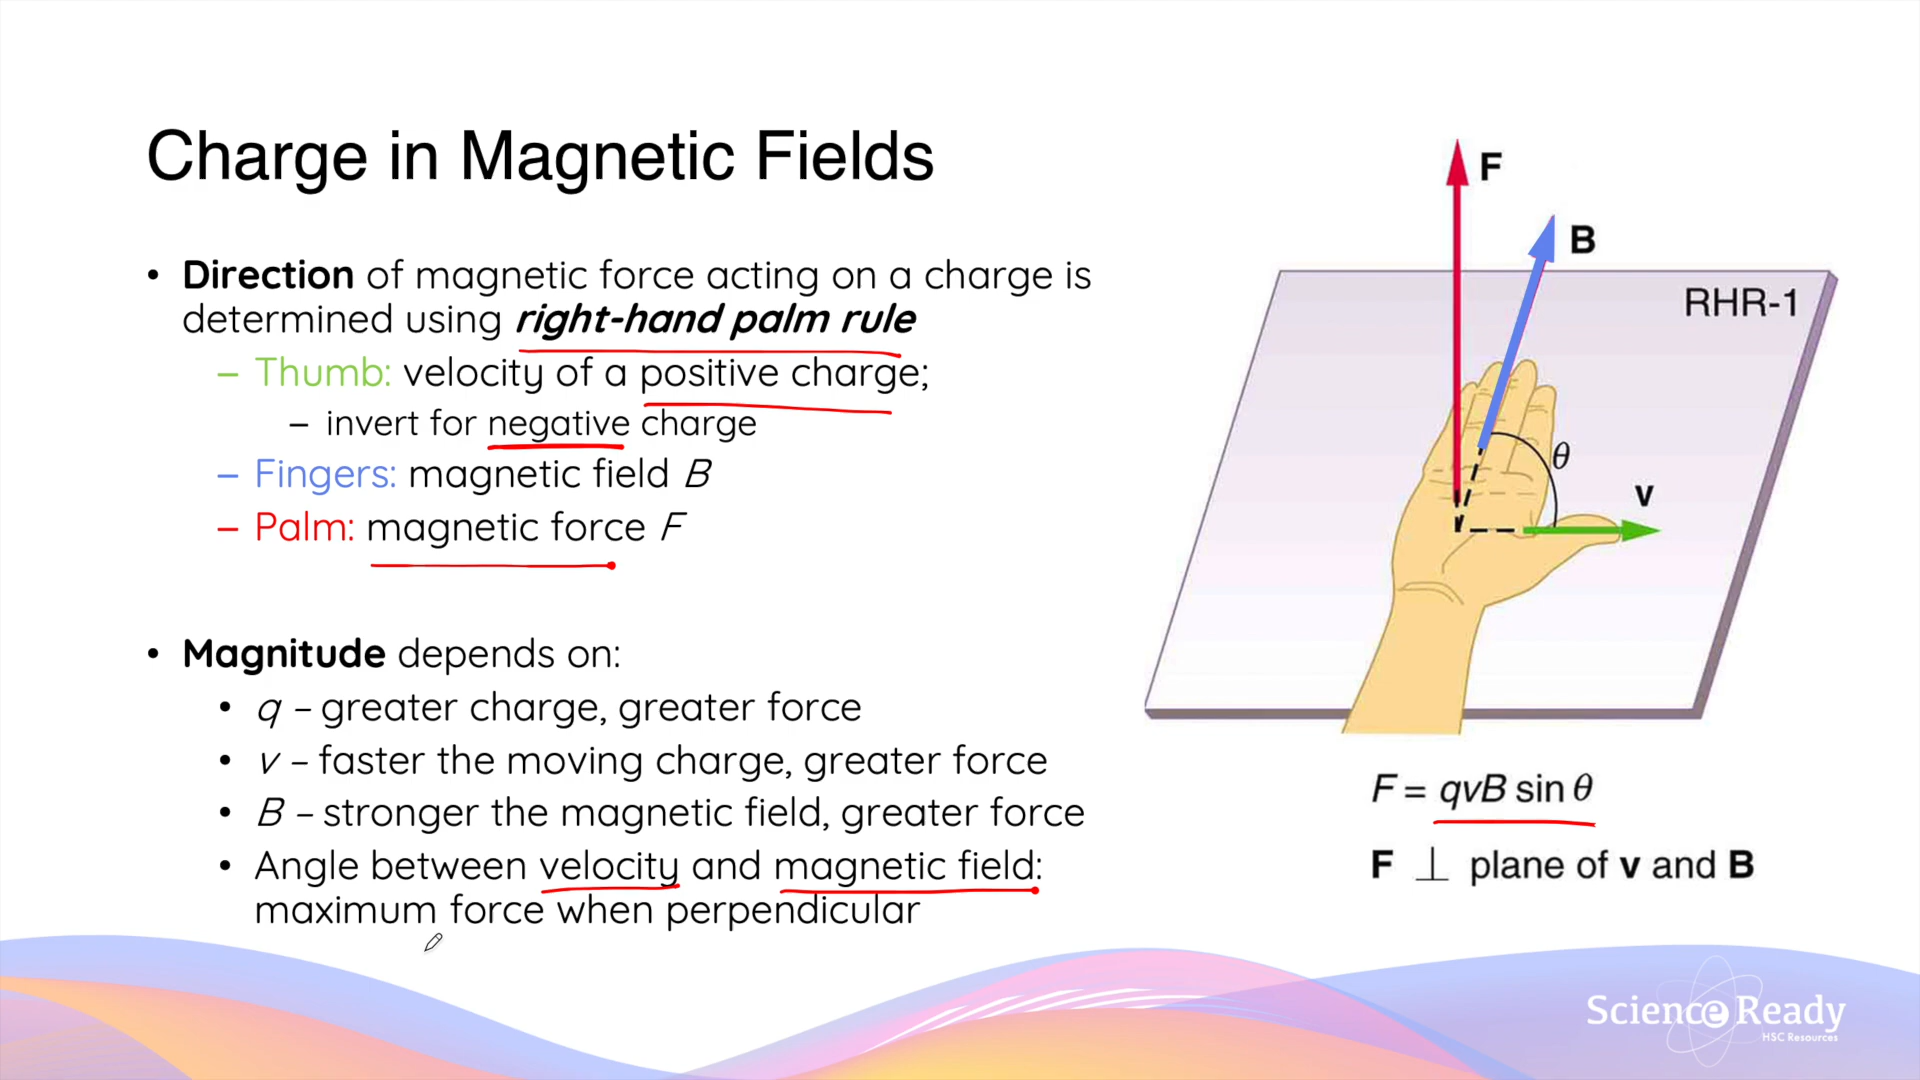 Charge in Magnetic Fields
• Direction of magnetic force acting on a charge is
determined using right-hand palm rule
– Thumb: velocity of a positive charge;
– invert for negative charge
– Fingers: magnetic field B
– Palm: magnetic force F
• Magnitude depends on:
• q – greater charge, greater force
• v – faster the moving charge, greater force
• B – stronger the magnetic field, greater force
• Angle between velocity and magnetic field:
maximum force when perpendicular
F
B
RHR-1
θ
v
F = qvB sin θ
F ⊥ plane of v and B
Science Ready
HSC Resources